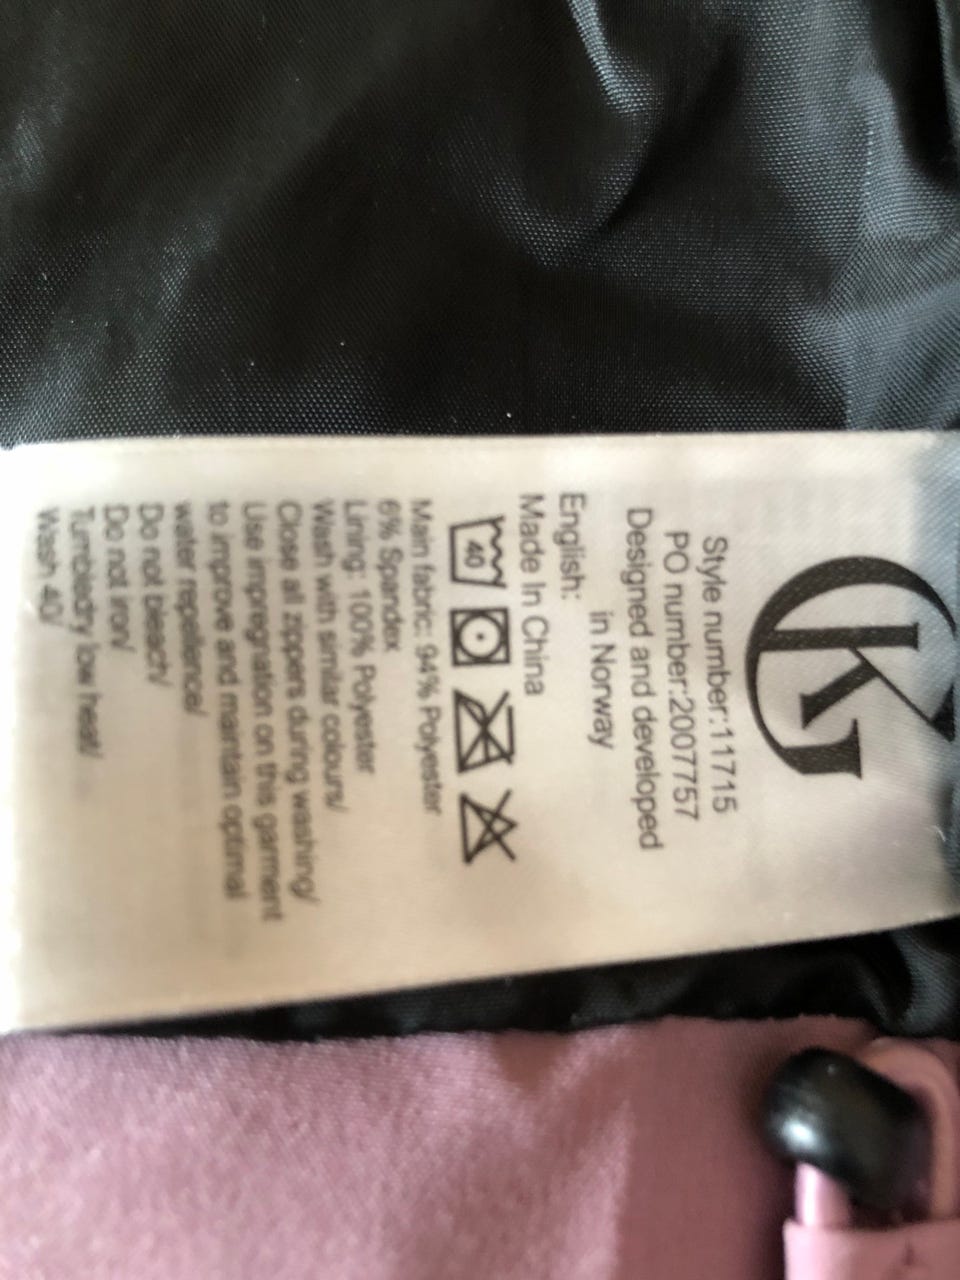 GK
Style number:11715
PO number:2007757
Designed and developed
in Norway
English:
Made In China
40
Main fabric: 94% Polyester
6% Spandex
Lining: 100% Polyester
Wash with similar colours/
Close all zippers during washing/
Use impregnation on this garment
to improve and maintain optimal
water repellence/
Do not bleach/
Do not iron/
Tumbledry low heat/
Wash 40/